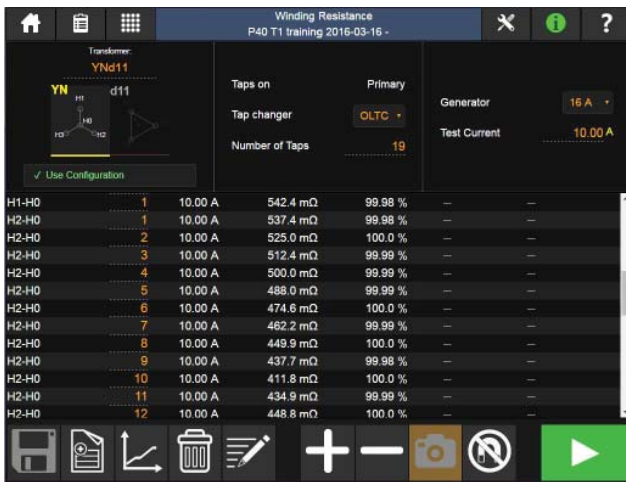 Winding Resistance
P40 T1 training 2016-03-16 -
?
Transformer:
YNd11
YN
d11
H1
H0
H3
H2
✓ Use Configuration
Taps on Primary
Tap changer OLTC
Number of Taps 19
Generator 16 A
Test Current 10.00 A
H1-H0 1 10.00 A 542.4 mΩ 99.98 % -- --
H2-H0 1 10.00 A 537.4 mΩ 99.98 % -- --
H2-H0 2 10.00 A 525.0 mΩ 100.0 % -- --
H2-H0 3 10.00 A 512.4 mΩ 99.99 % -- --
H2-H0 4 10.00 A 500.0 mΩ 99.99 % -- --
H2-H0 5 10.00 A 488.0 mΩ 99.99 % -- --
H2-H0 6 10.00 A 474.6 mΩ 100.0 % -- --
H2-H0 7 10.00 A 462.2 mΩ 99.99 % -- --
H2-H0 8 10.00 A 449.9 mΩ 100.0 % -- --
H2-H0 9 10.00 A 437.7 mΩ 99.98 % -- --
H2-H0 10 10.00 A 411.8 mΩ 100.0 % -- --
H2-H0 11 10.00 A 434.9 mΩ 99.99 % -- --
H2-H0 12 10.00 A 448.8 mΩ 100.0 % -- --